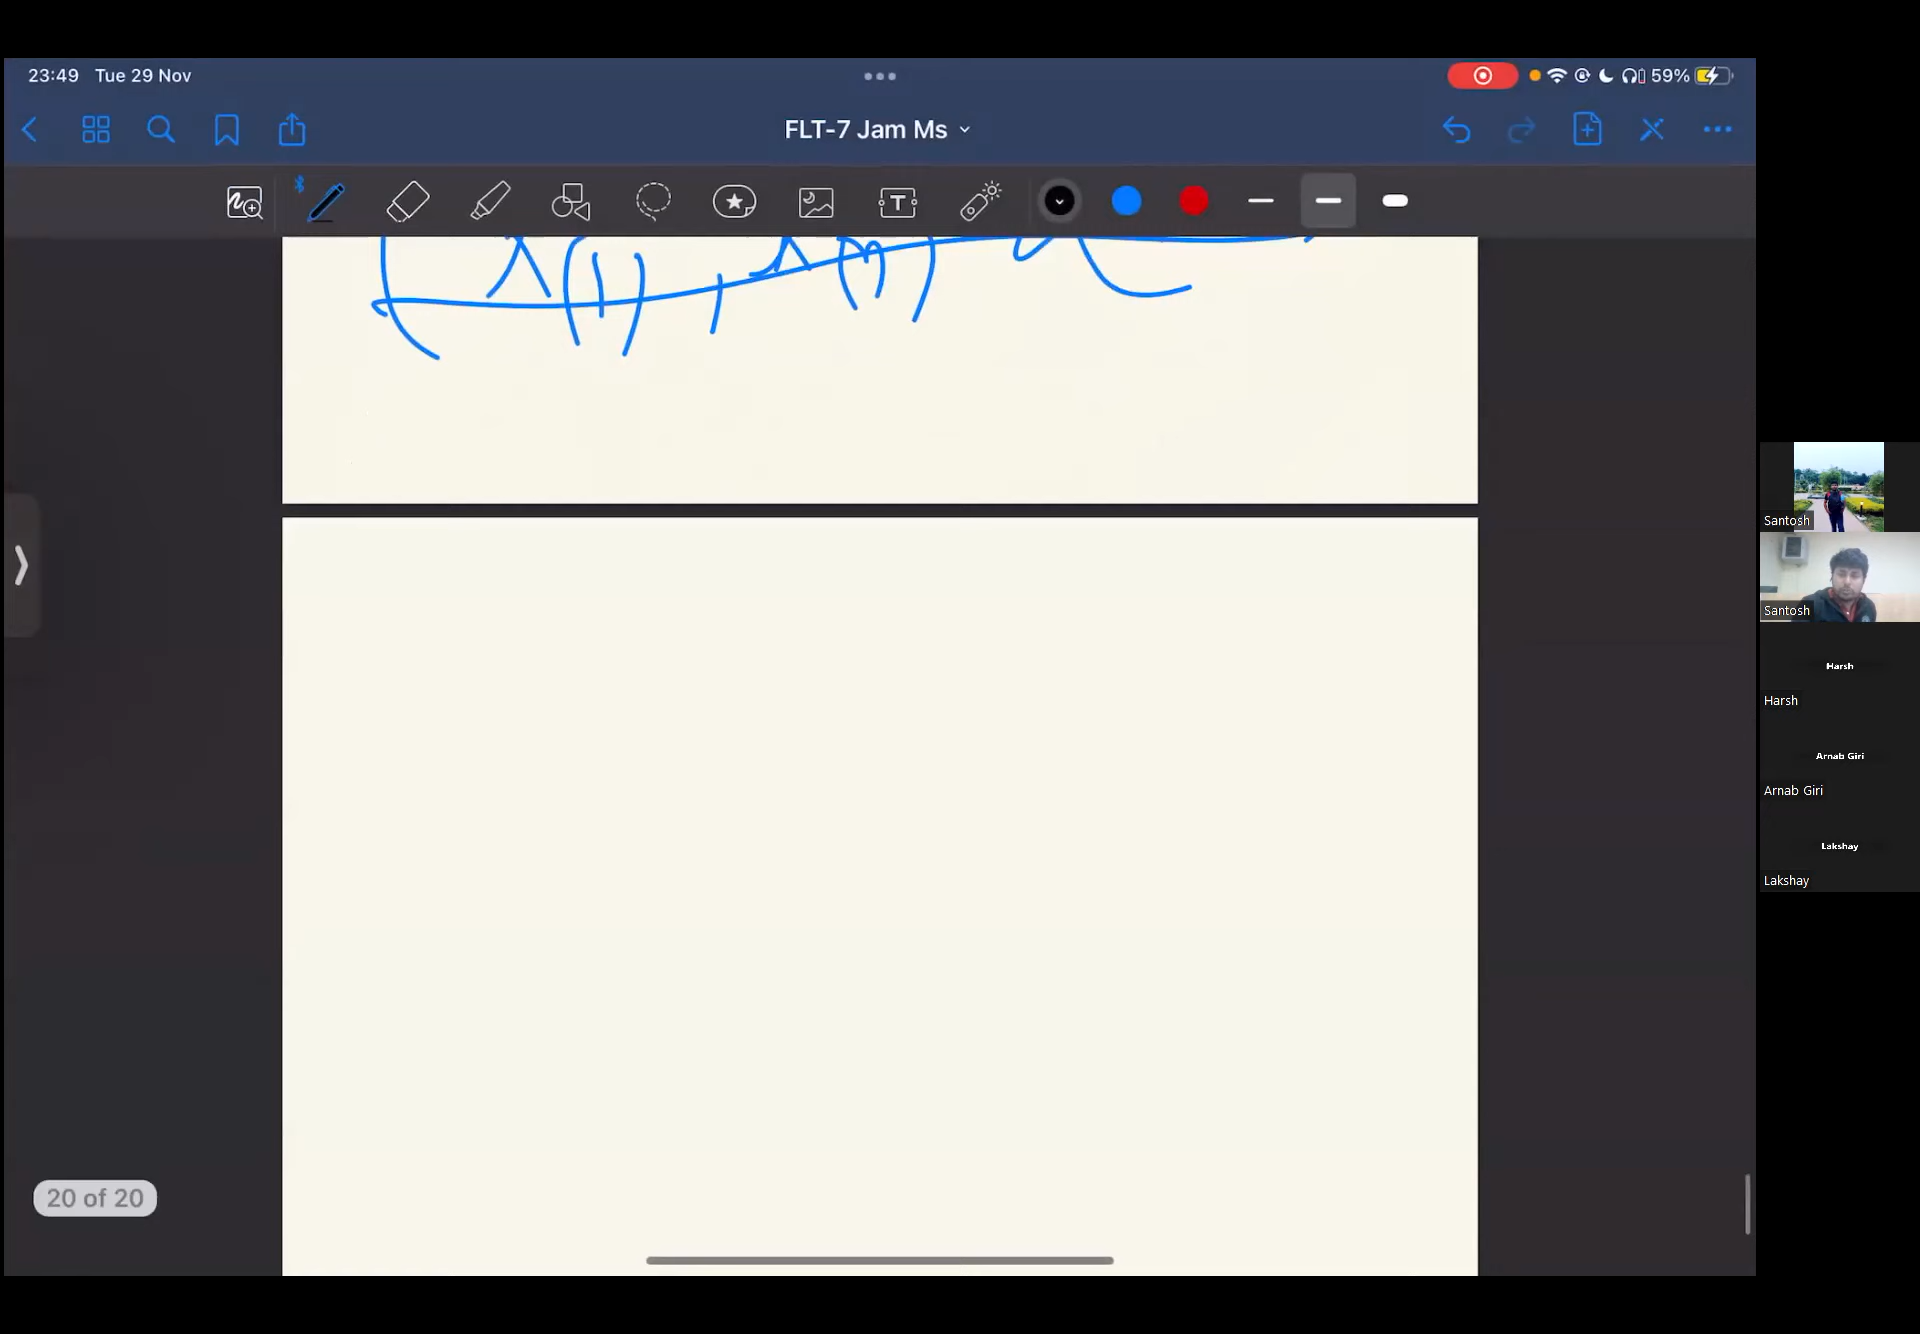 23:49 Tue 29 Nov
59%
FLT-7 Jam Ms
T
X(1), X(n)
20 of 20
Santosh
Santosh
Harsh
Harsh
Arnab Giri
Arnab Giri
Lakshay
Lakshay